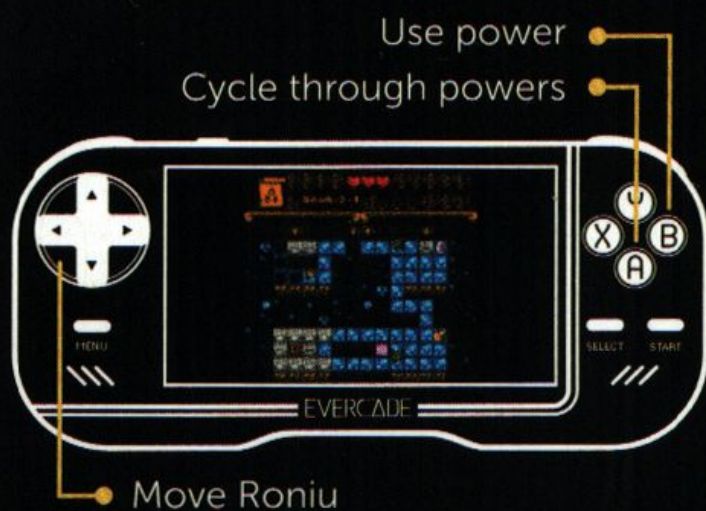 Use power
Cycle through powers
Y
X
B
A
MENU
SELECT
START
EVERCADE
Move Roniu